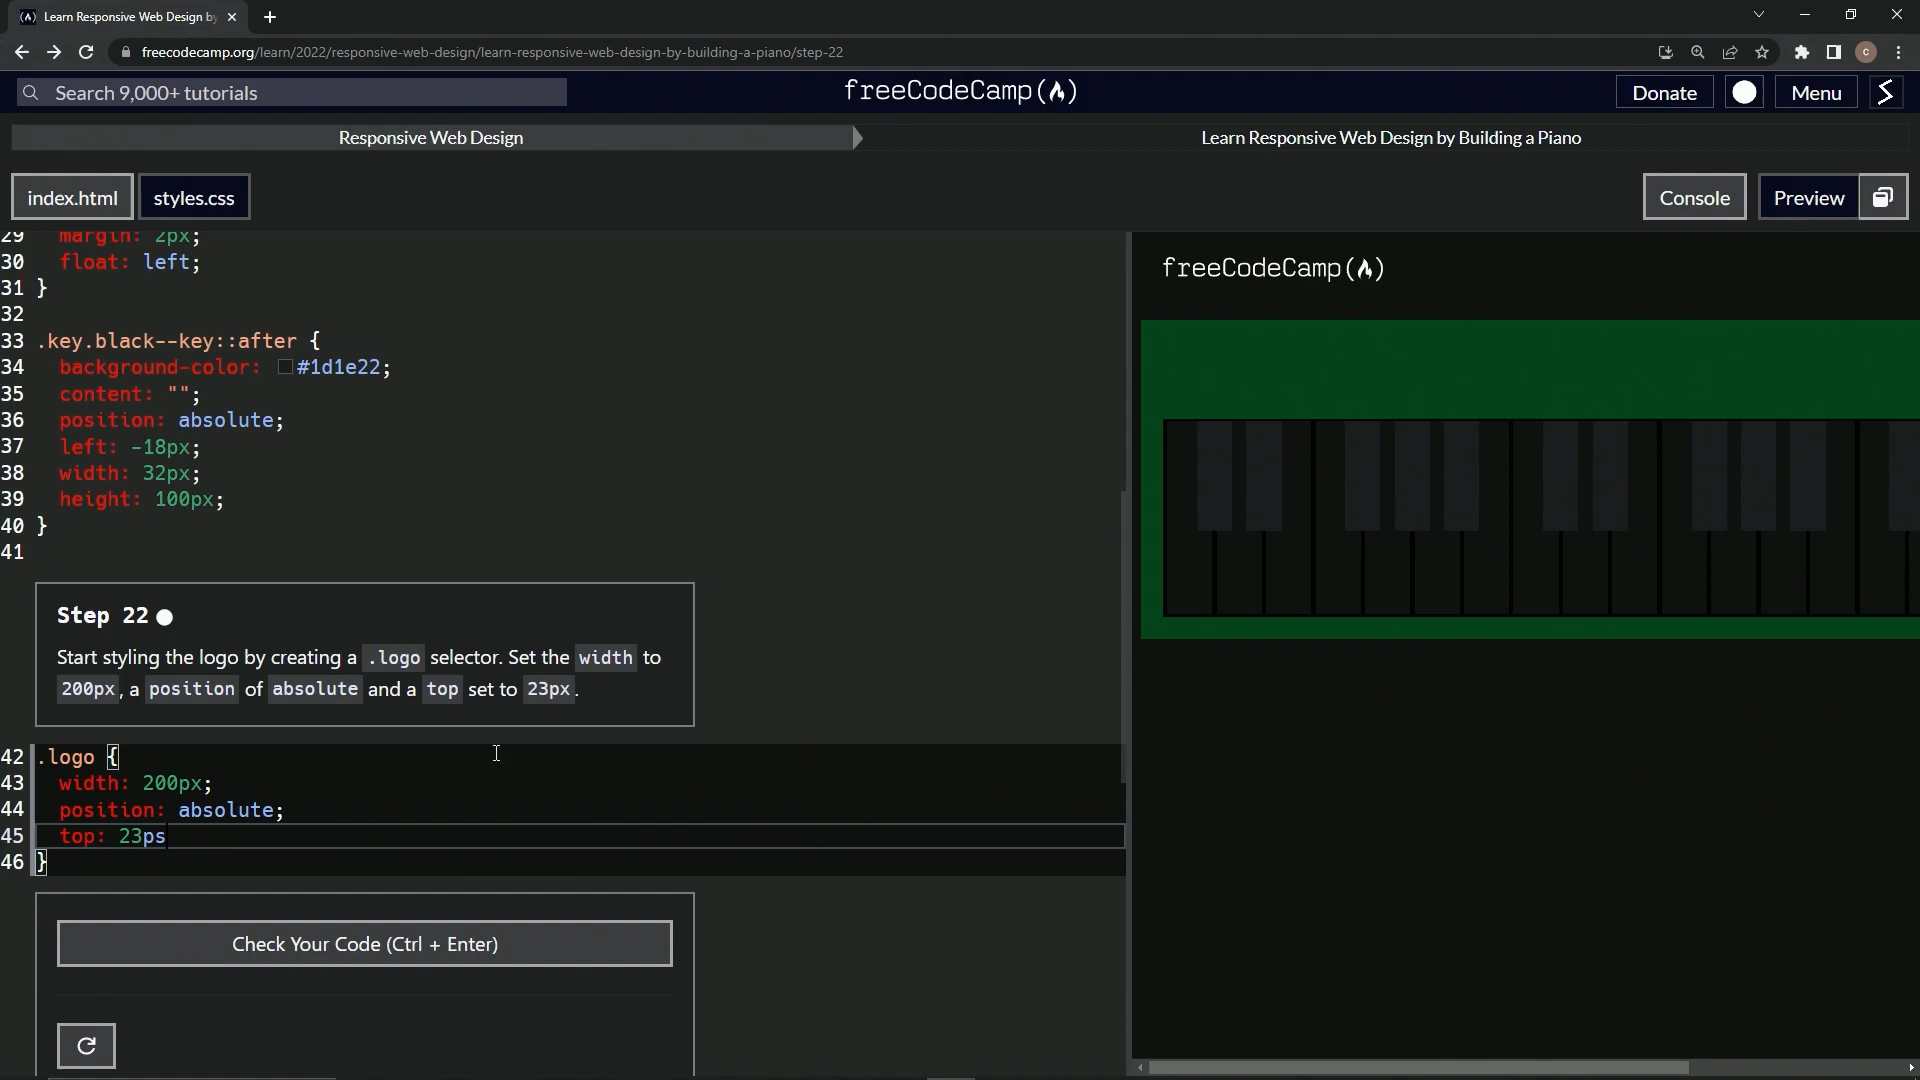 Learn Responsive Web Design by
freecodecamp.org/learn/2022/responsive-web-design/learn-responsive-web-design-by-building-a-piano/step-22
C
Search 9,000+ tutorials
freeCodeCamp(🔥)
Donate
Menu
Responsive Web Design
Learn Responsive Web Design by Building a Piano
index.html
styles.css
Console
Preview
29 margin: 2px;
30 float: left;
31 }
32
33 .key.black--key::after {
34 background-color: #1d1e22;
35 content: "";
36 position: absolute;
37 left: -18px;
38 width: 32px;
39 height: 100px;
40 }
41
Step 22
Start styling the logo by creating a .logo selector. Set the width to
200px, a position of absolute and a top set to 23px.
42 .logo {
43 width: 200px;
44 position: absolute;
45 top: 23ps
46 }
Check Your Code (Ctrl + Enter)
freeCodeCamp(🔥)